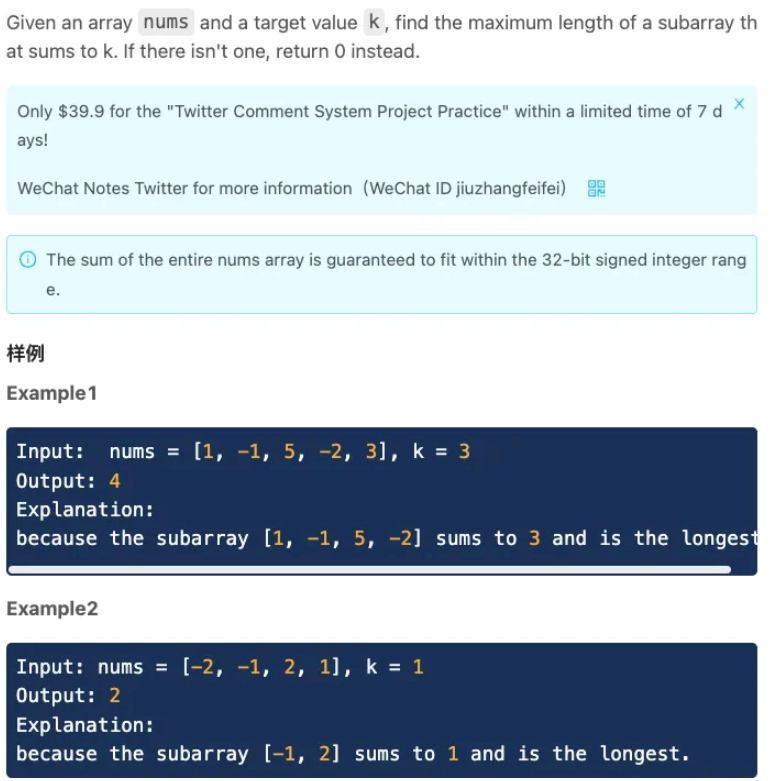 Given an array nums and a target value k, find the maximum length of a subarray th
at sums to k. If there isn't one, return 0 instead.
Only $39.9 for the "Twitter Comment System Project Practice" within a limited time of 7 d
ays!
WeChat Notes Twitter for more information（WeChat ID jiuzhangfeifei）
The sum of the entire nums array is guaranteed to fit within the 32-bit signed integer rang
e.
样例
Example1
Input:  nums = [1, -1, 5, -2, 3], k = 3
Output: 4
Explanation:
because the subarray [1, -1, 5, -2] sums to 3 and is the longest
Example2
Input: nums = [-2, -1, 2, 1], k = 1
Output: 2
Explanation:
because the subarray [-1, 2] sums to 1 and is the longest.